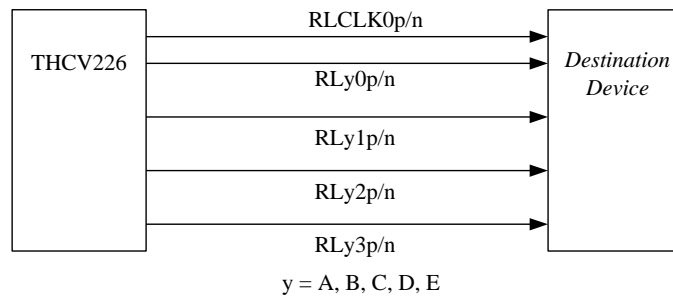 RLCLK0p/n
THCV226
Destination
Device
RLy0p/n
RLy1p/n
RLy2p/n
RLy3p/n
y = A, B, C, D, E